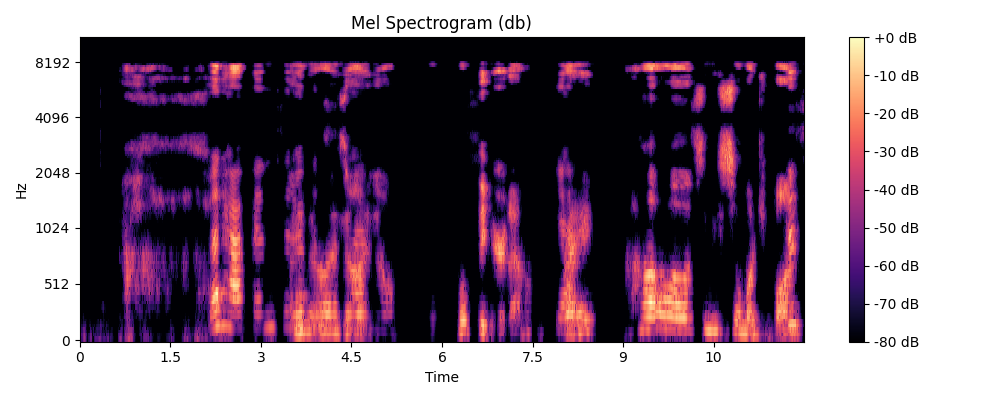 Mel Spectrogram (db)
Hz
8192
4096
2048
1024
512
0
0 1.5 3 4.5 6 7.5 9 10
Time
+0 dB
-10 dB
-20 dB
-30 dB
-40 dB
-50 dB
-60 dB
-70 dB
-80 dB